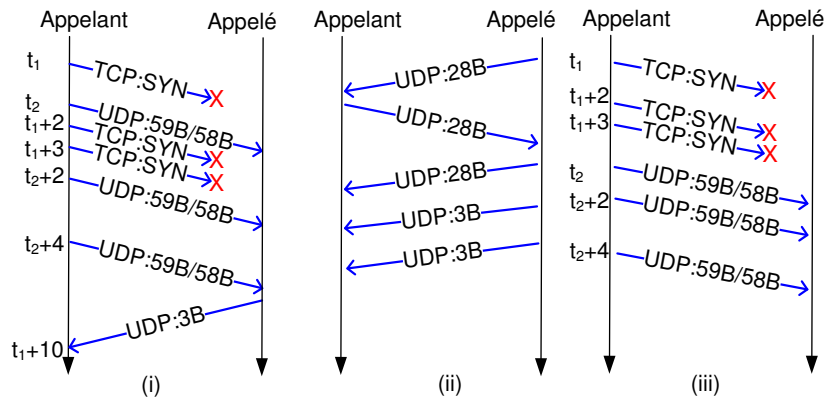 Appelant Appelé
t1
TCP:SYN
X
t2
UDP:59B/58B
t1+2
TCP:SYN
X
t1+3
TCP:SYN
X
t2+2
UDP:59B/58B
t2+4
UDP:59B/58B
UDP:3B
t1+10
(i)
Appelant Appelé
UDP:28B
UDP:28B
UDP:28B
UDP:3B
UDP:3B
(ii)
Appelant Appelé
t1
TCP:SYN
X
t1+2
TCP:SYN
X
t1+3
TCP:SYN
X
t2
UDP:59B/58B
t2+2
UDP:59B/58B
t2+4
UDP:59B/58B
(iii)